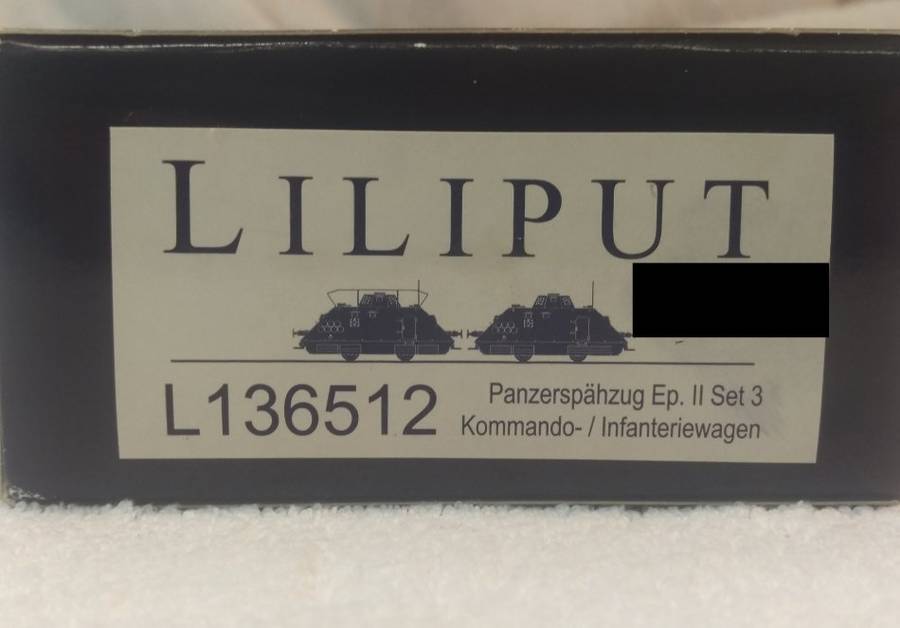 LILIPUT
L136512
Panzerspähzug Ep. II Set 3
Kommando- / Infanteriewagen